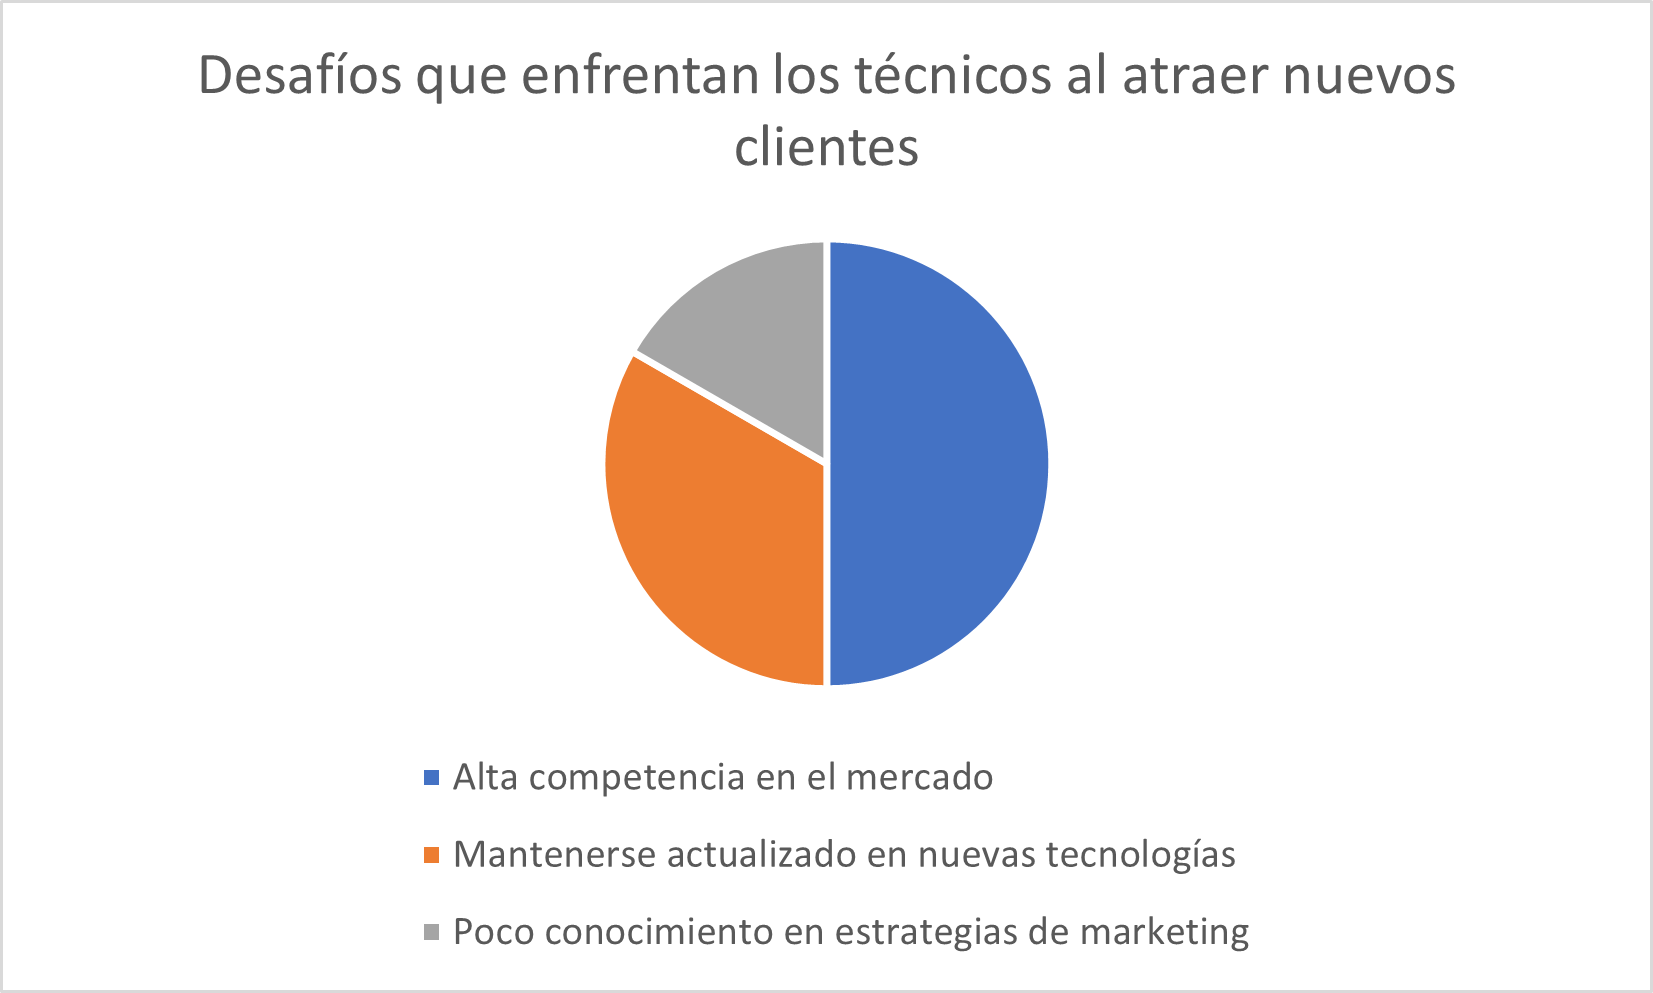 Desafíos que enfrentan los técnicos al atraer nuevos
clientes
Alta competencia en el mercado
Mantenerse actualizado en nuevas tecnologías
Poco conocimiento en estrategias de marketing